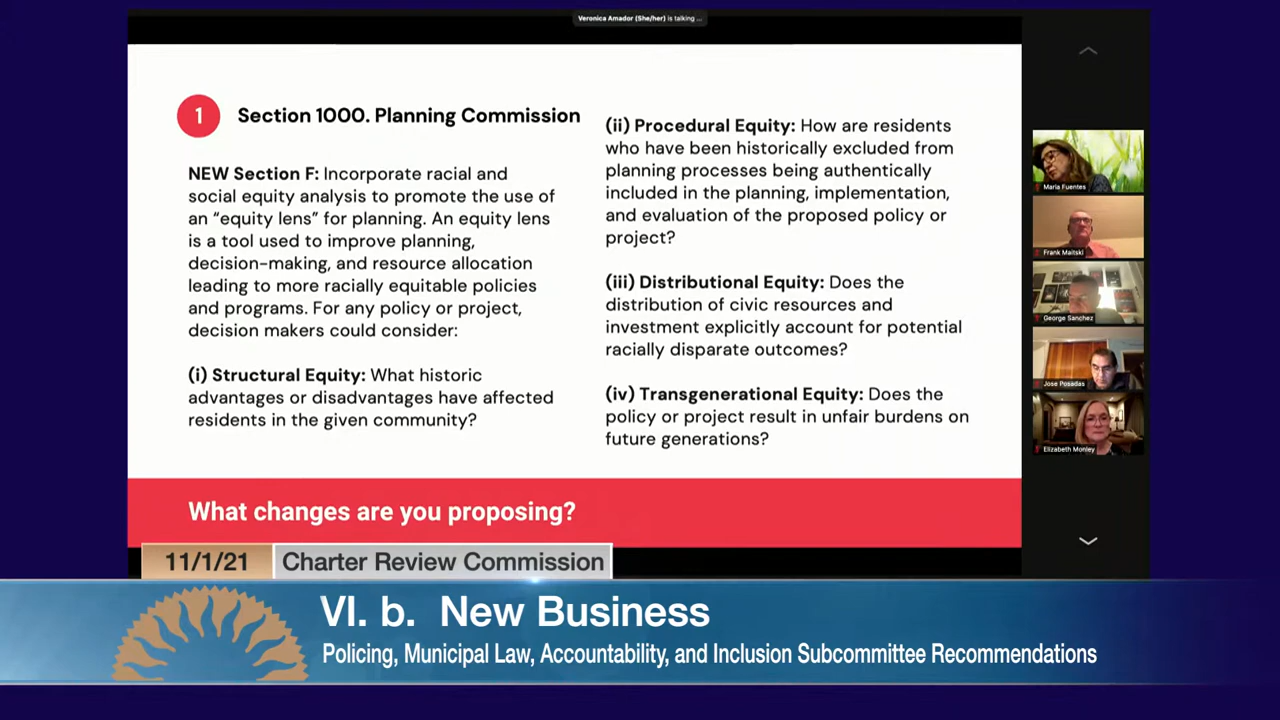 Veronica Amador (She/her) is talking ...
1
Section 1000. Planning Commission
NEW Section F: Incorporate racial and
social equity analysis to promote the use of
an “equity lens” for planning. An equity lens
is a tool used to improve planning,
decision-making, and resource allocation
leading to more racially equitable policies
and programs. For any policy or project,
decision makers could consider:
(i) Structural Equity: What historic
advantages or disadvantages have affected
residents in the given community?
(ii) Procedural Equity: How are residents
who have been historically excluded from
planning processes being authentically
included in the planning, implementation,
and evaluation of the proposed policy or
project?
(iii) Distributional Equity: Does the
distribution of civic resources and
investment explicitly account for potential
racially disparate outcomes?
(iv) Transgenerational Equity: Does the
policy or project result in unfair burdens on
future generations?
Maria Fuentes
Frank Maitski
George Sanchez
Jose Posadas
Elizabeth Monley
What changes are you proposing?
11/1/21
Charter Review Commission
VI. b. New Business
Policing, Municipal Law, Accountability, and Inclusion Subcommittee Recommendations